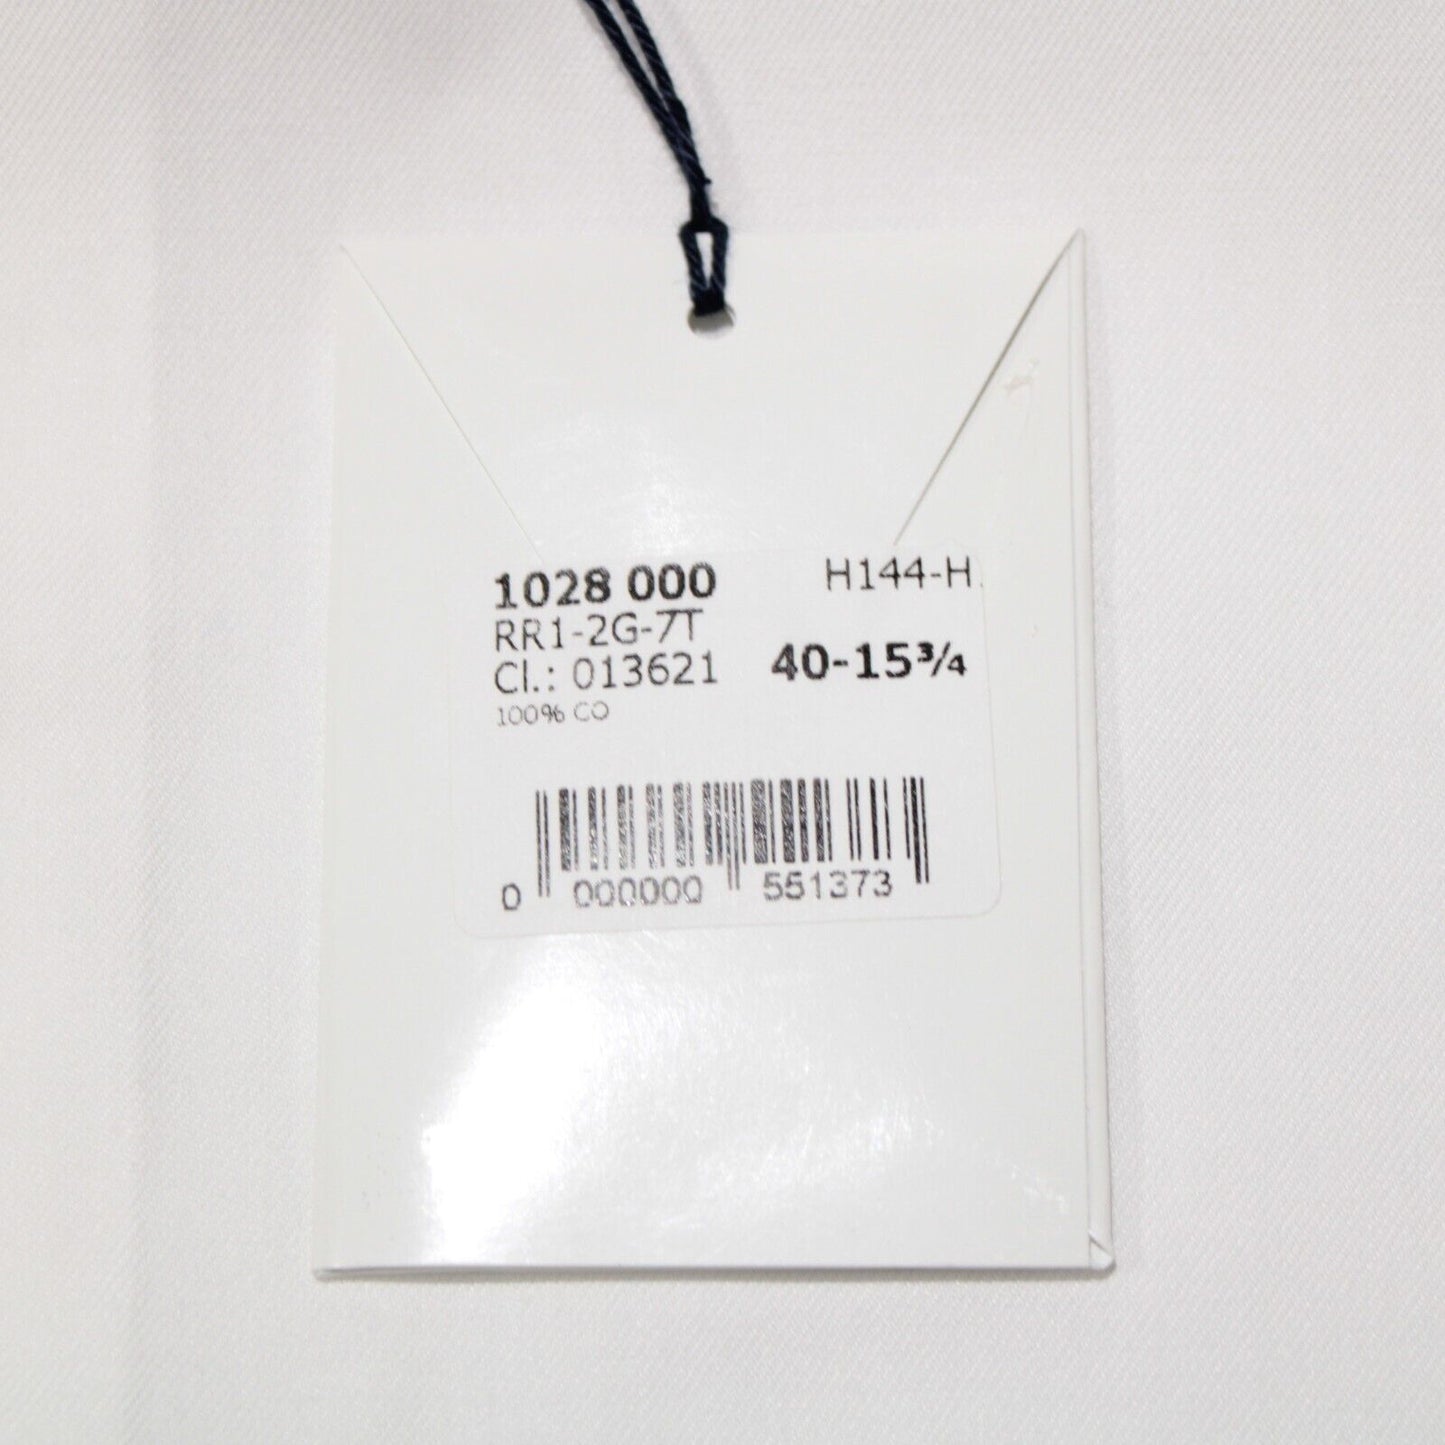 1028 000 H144-H.
RR1-2G-7T
Cl.: 013621 40-15¾
100% CO
0 000000 551373